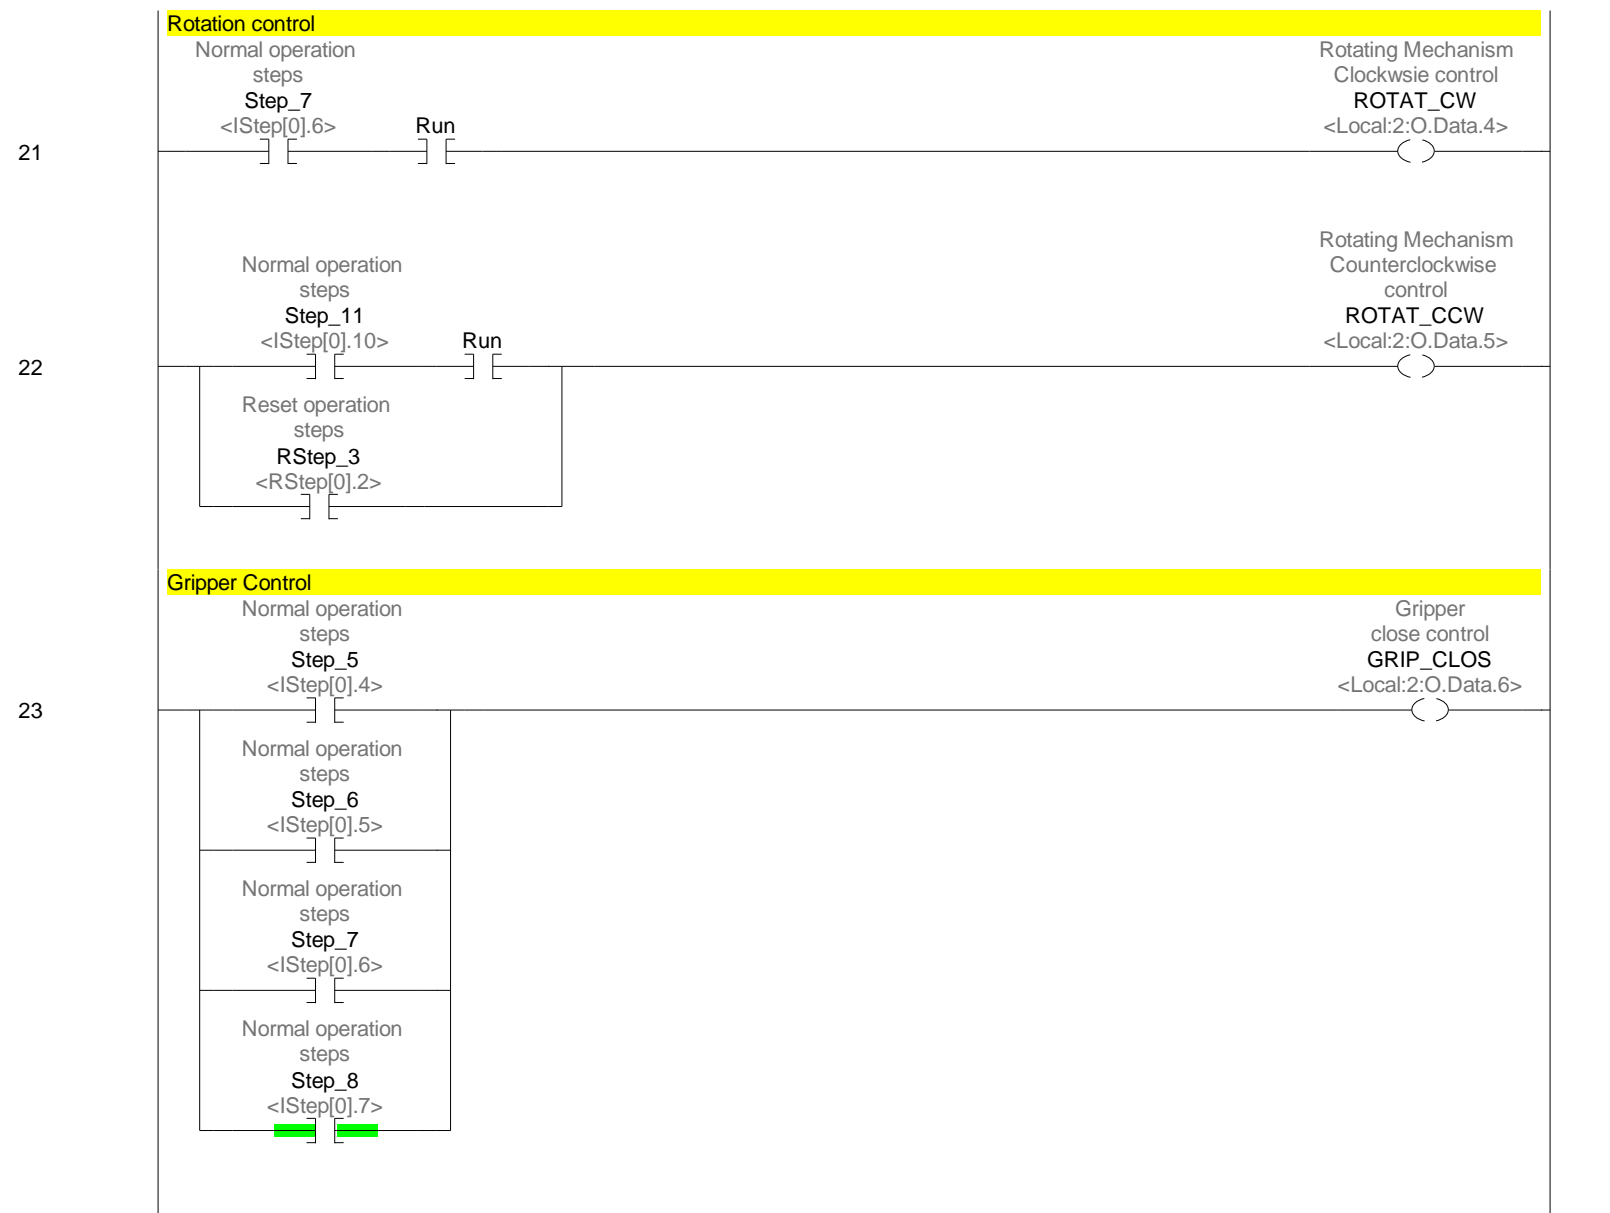 Rotation control
Normal operation
steps
Step_7
<IStep[0].6>
Run
Rotating Mechanism
Clockwsie control
ROTAT_CW
<Local:2:O.Data.4>
21
Normal operation
steps
Step_11
<IStep[0].10>
Run
Rotating Mechanism
Counterclockwise
control
ROTAT_CCW
<Local:2:O.Data.5>
22
Reset operation
steps
RStep_3
<RStep[0].2>
Gripper Control
Normal operation
steps
Step_5
<IStep[0].4>
Gripper
close control
GRIP_CLOS
<Local:2:O.Data.6>
23
Normal operation
steps
Step_6
<IStep[0].5>
Normal operation
steps
Step_7
<IStep[0].6>
Normal operation
steps
Step_8
<IStep[0].7>